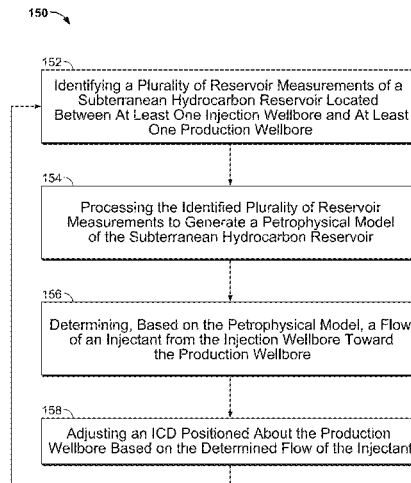 150
152
Identifying a Plurality of Reservoir Measurements of a
Subterranean Hydrocarbon Reservoir Located
Between At Least One Injection Wellbore and At Least
One Production Wellbore
154
Processing the Identified Plurality of Reservoir
Measurements to Generate a Petrophysical Model
of the Subterranean Hydrocarbon Reservoir
156
Determining, Based on the Petrophysical Model, a Flow
of an Injectant from the Injection Wellbore Toward
the Production Wellbore
158
Adjusting an ICD Positioned About the Production
Wellbore Based on the Determined Flow of the Injectant